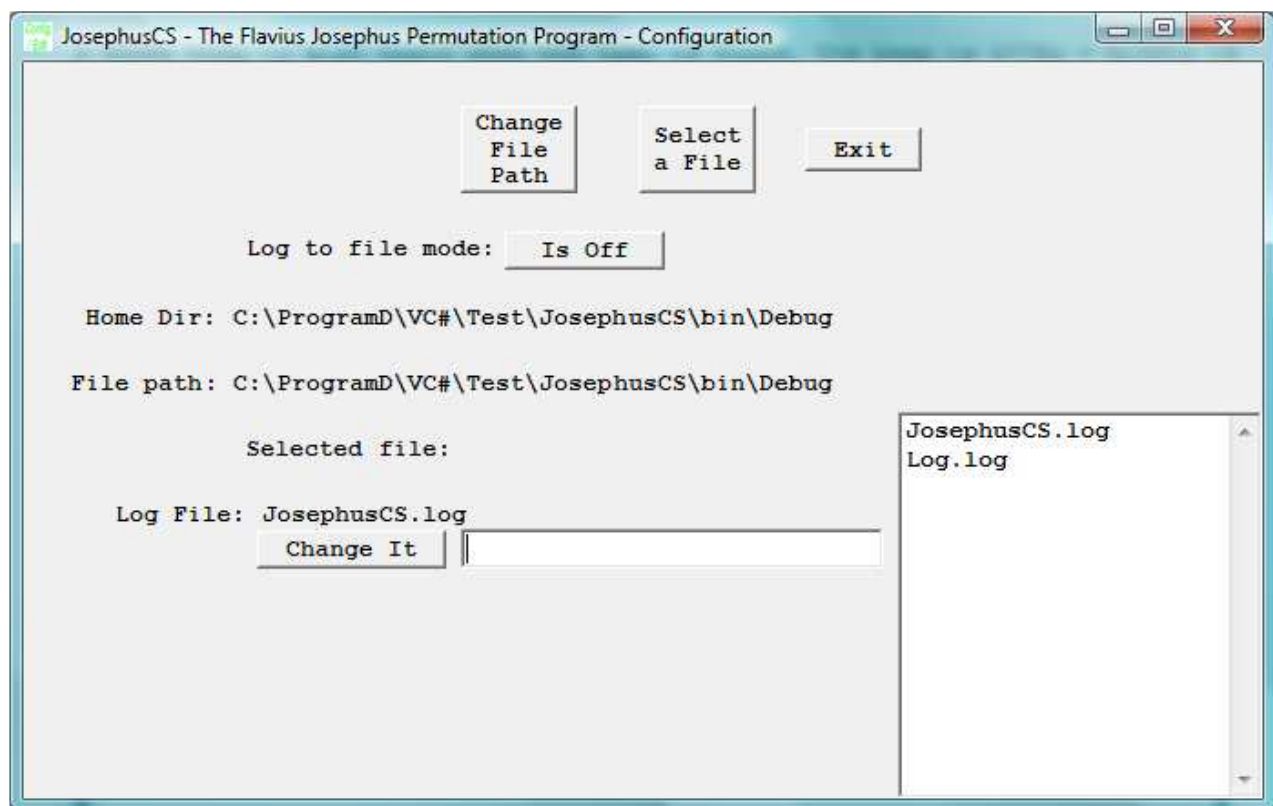 JosephusCS - The Flavius Josephus Permutation Program - Configuration
Change
File
Path
Select
a File
Exit
Log to file mode: Is Off
Home Dir: C:\ProgramD\VC#\Test\JosephusCS\bin\Debug
File path: C:\ProgramD\VC#\Test\JosephusCS\bin\Debug
Selected file:
JosephusCS.log
Log.log
Log File: JosephusCS.log
Change It